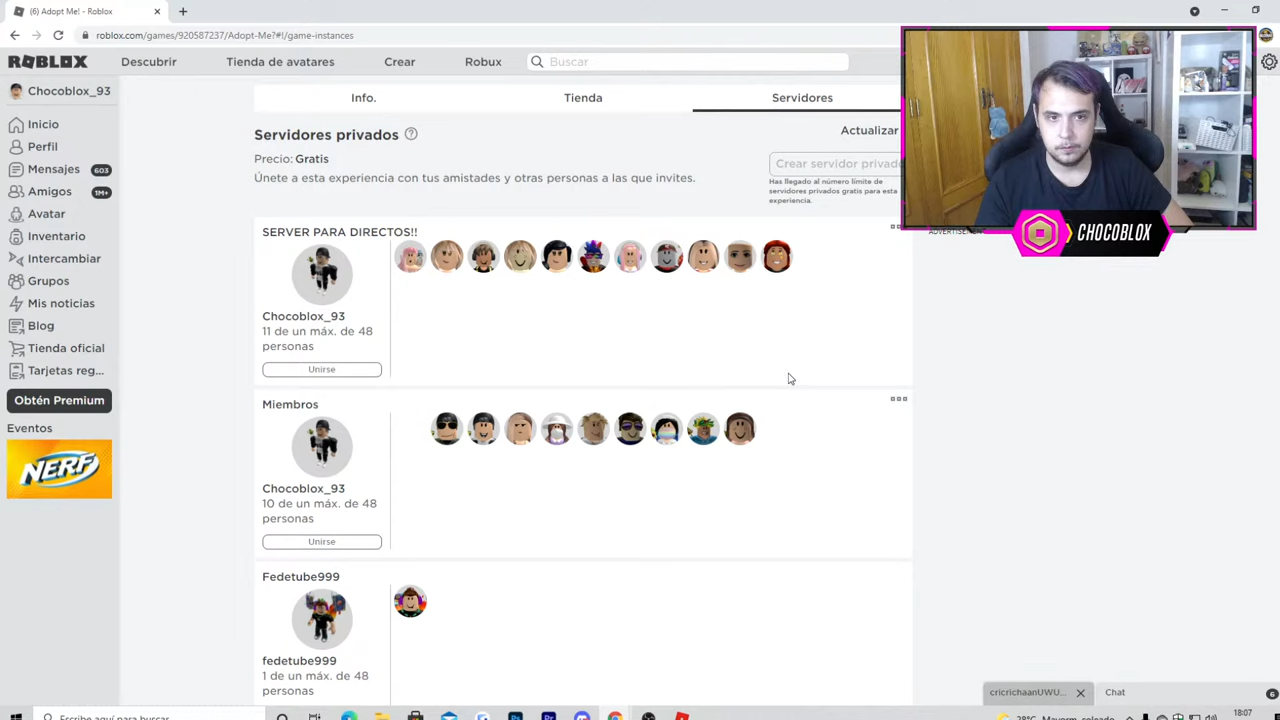 (6) Adopt Me! - Roblox
roblox.com/games/920587237/Adopt-Me?#!/game-instances
ROBLOX
Descubrir
Tienda de avatares
Crear
Robux
Buscar
Chocoblox_93
Inicio
Perfil
Mensajes 603
Amigos 1M+
Avatar
Inventario
Intercambiar
Grupos
Mis noticias
Blog
Tienda oficial
Tarjetas reg...
Obtén Premium
Eventos
NERF
Info.
Tienda
Servidores
Servidores privados
Actualizar
Precio: Gratis
Crear servidor privado
Únete a esta experiencia con tus amistades y otras personas a las que invites.
Has llegado al número límite de
servidores privados gratis para esta
experiencia.
SERVER PARA DIRECTOS!!
Chocoblox_93
11 de un máx. de 48
personas
Unirse
Miembros
Chocoblox_93
10 de un máx. de 48
personas
Unirse
Fedetube999
fedetube999
1 de un máx. de 48
personas
CHOCOBLOX
cricrichaanUWU...
Chat
6
Escribe aquí para buscar
28°C Mayorm. soleado
18:07